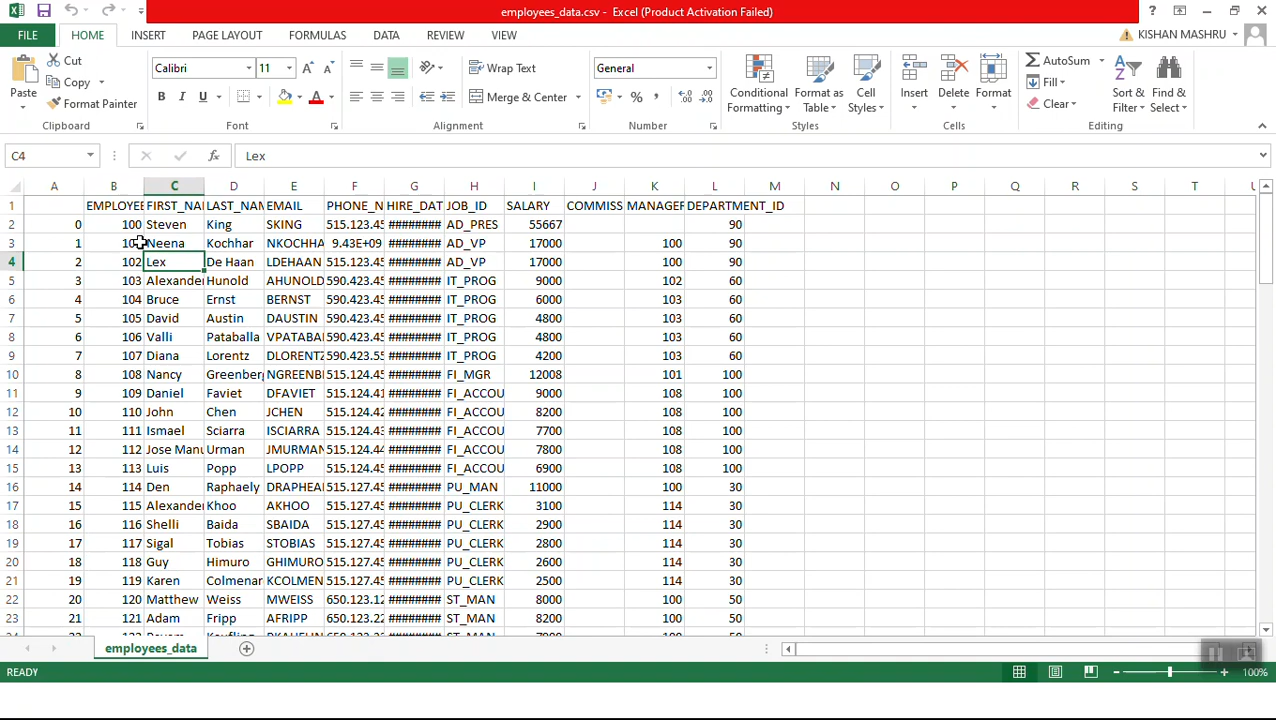 employees_data.csv - Excel (Product Activation Failed)
FILE HOME INSERT PAGE LAYOUT FORMULAS DATA REVIEW VIEW KISHAN MASHRU
Cut
Copy
Format Painter
Paste
Clipboard
Calibri 11
B I U
Font
Wrap Text
Merge & Center
Alignment
General
%
Number
Conditional Formatting
Format as Table
Cell Styles
Styles
Insert Delete Format
Cells
AutoSum
Fill
Clear
Sort & Filter
Find & Select
Editing
C4 fx Lex
A B C D E F G H I J K L M N O P Q R S T U
1 EMPLOYEE FIRST_NA LAST_NAM EMAIL PHONE_N HIRE_DAT JOB_ID SALARY COMMISS MANAGER DEPARTMENT_ID
2 0 100 Steven King SKING 515.123.45 ######## AD_PRES 55667 90
3 1 Neena Kochhar NKOCHHA 9.43E+09 ######## AD_VP 17000 100 90
4 2 102 Lex De Haan LDEHAAN 515.123.45 ######## AD_VP 17000 100 90
5 3 103 Alexander Hunold AHUNOLD 590.423.45 ######## IT_PROG 9000 102 60
6 4 104 Bruce Ernst BERNST 590.423.45 ######## IT_PROG 6000 103 60
7 5 105 David Austin DAUSTIN 590.423.45 ######## IT_PROG 4800 103 60
8 6 106 Valli Pataballa VPATABAL 590.423.45 ######## IT_PROG 4800 103 60
9 7 107 Diana Lorentz DLORENTZ 590.423.55 ######## IT_PROG 4200 103 60
10 8 108 Nancy Greenberg NGREENBE 515.124.45 ######## FI_MGR 12008 101 100
11 9 109 Daniel Faviet DFAVIET 515.124.41 ######## FI_ACCOU 9000 108 100
12 10 110 John Chen JCHEN 515.124.42 ######## FI_ACCOU 8200 108 100
13 11 111 Ismael Sciarra ISCIARRA 515.124.43 ######## FI_ACCOU 7700 108 100
14 12 112 Jose Manu Urman JMURMAN 515.124.44 ######## FI_ACCOU 7800 108 100
15 13 113 Luis Popp LPOPP 515.124.45 ######## FI_ACCOU 6900 108 100
16 14 114 Den Raphaely DRAPHEAL 515.127.45 ######## PU_MAN 11000 100 30
17 15 115 Alexander Khoo AKHOO 515.127.45 ######## PU_CLERK 3100 114 30
18 16 116 Shelli Baida SBAIDA 515.127.45 ######## PU_CLERK 2900 114 30
19 17 117 Sigal Tobias STOBIAS 515.127.45 ######## PU_CLERK 2800 114 30
20 18 118 Guy Himuro GHIMURO 515.127.45 ######## PU_CLERK 2600 114 30
21 19 119 Karen Colmenar KCOLMEN 515.127.45 ######## PU_CLERK 2500 114 30
22 20 120 Matthew Weiss MWEISS 650.123.12 ######## ST_MAN 8000 100 50
23 21 121 Adam Fripp AFRIPP 650.123.22 ######## ST_MAN 8200 100 50
employees_data
READY 100%